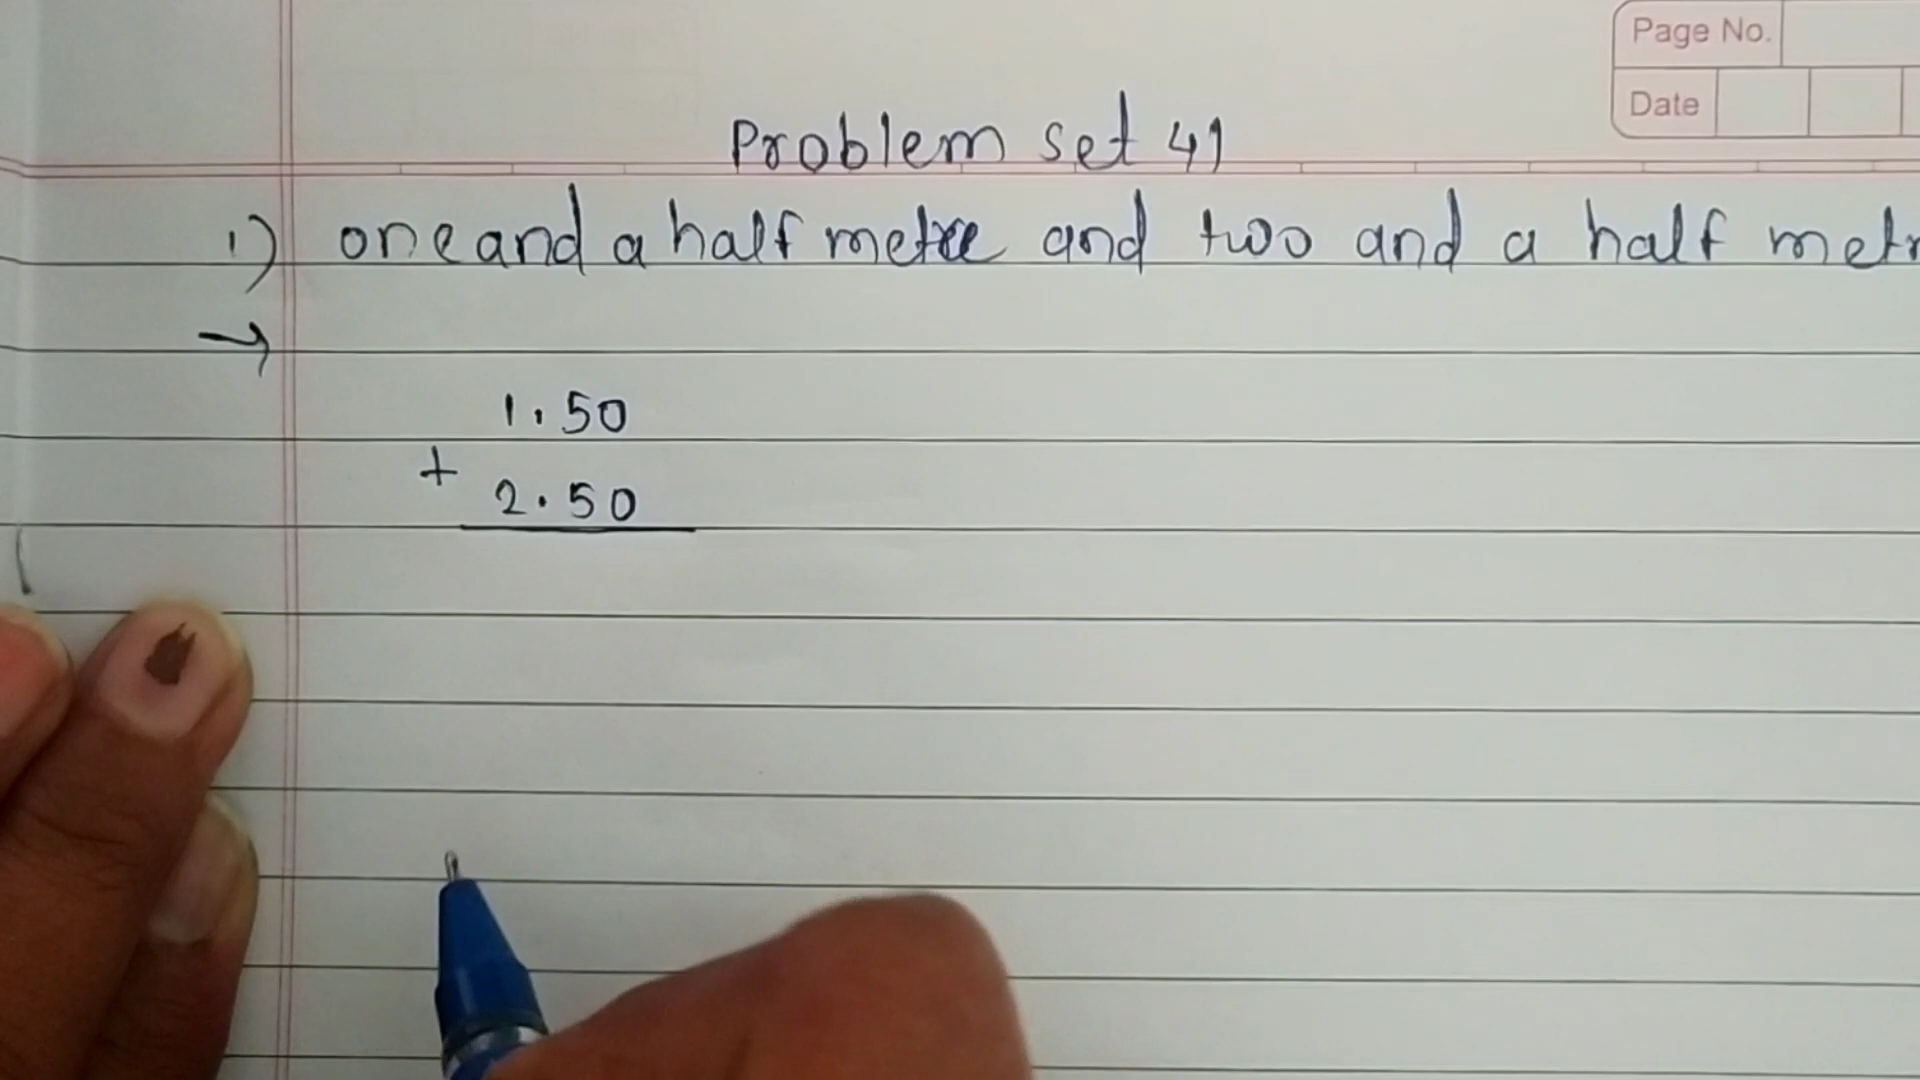 Page No.
Date
Problem set 41
1) one and a half metre and two and a half metr
→
1.50
+
2.50